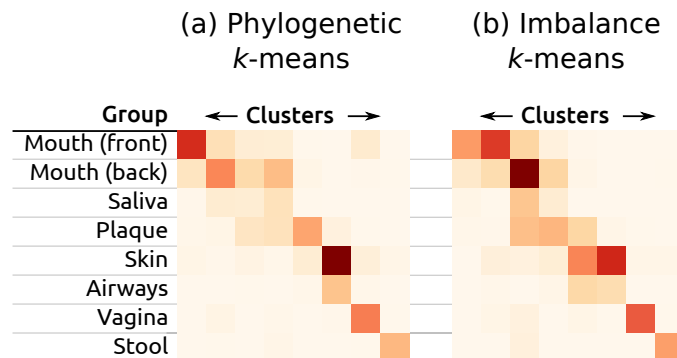 (a) Phylogenetic
k-means
(b) Imbalance
k-means
Group
Clusters
Clusters
Mouth (front)
Mouth (back)
Saliva
Plaque
Skin
Airways
Vagina
Stool